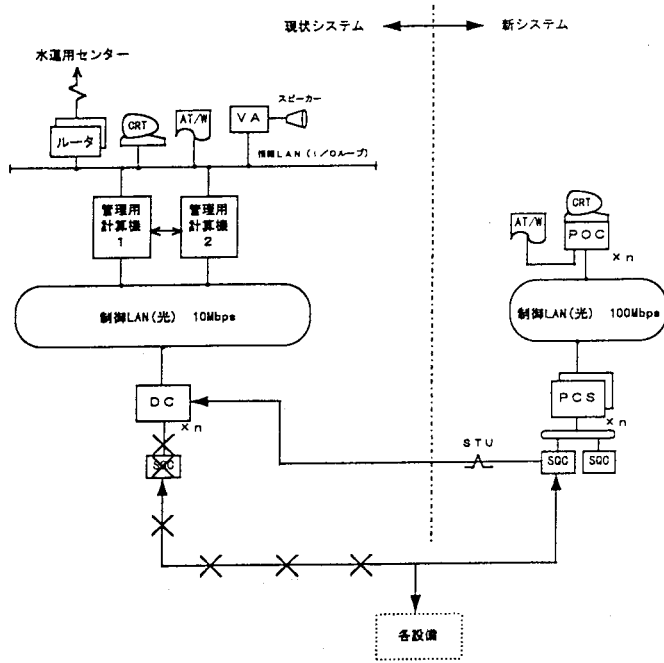 現状システム
新システム
水運用センター
ルータ
CRT
AT/W
VA
スピーカー
情報LAN(I/Oループ)
管理用
計算機
1
管理用
計算機
2
CRT
AT/W
POC
×n
制御LAN(光) 10Mbps
制御LAN(光) 100Mbps
DC
×n
PCS
×n
STU
SQC
SQC
SQC
各設備